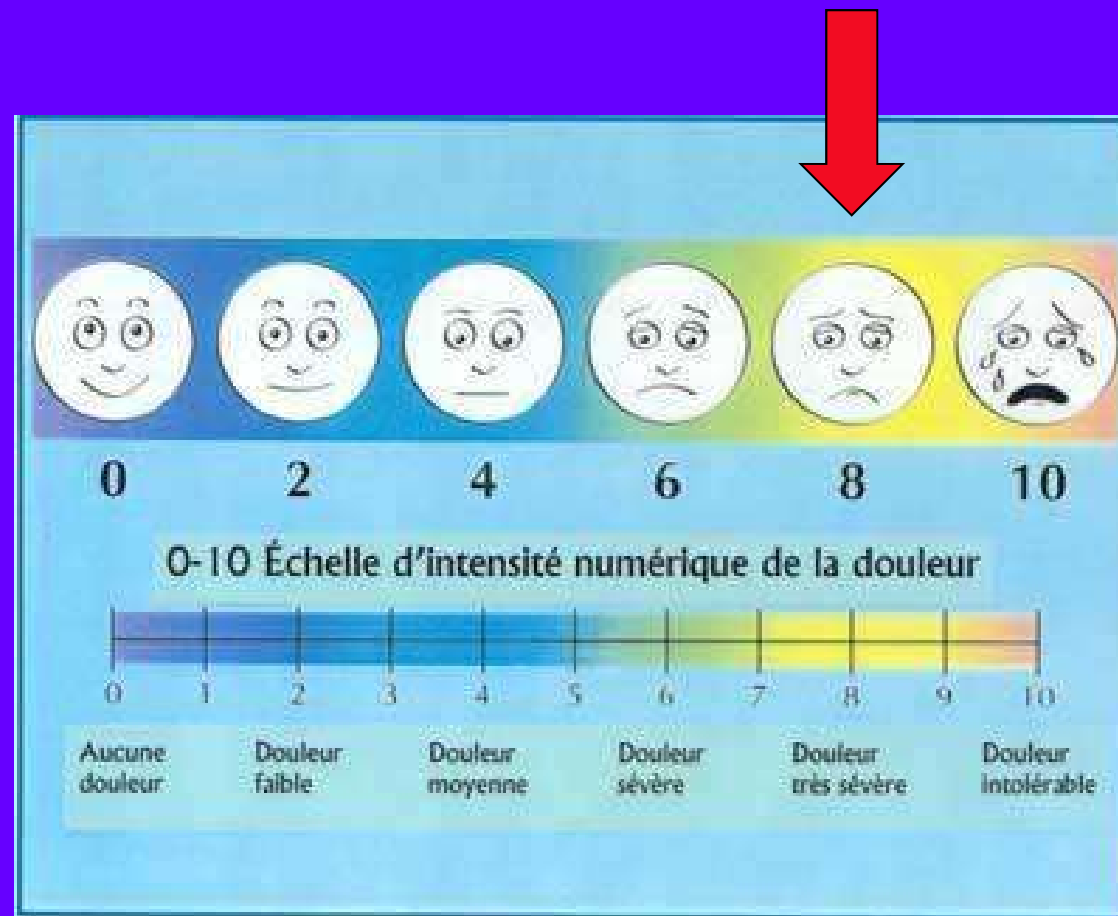 0 2 4 6 8 10
0-10 Échelle d'intensité numérique de la douleur
0 1 2 3 4 5 6 7 8 9 10
Aucune douleur
Douleur faible
Douleur moyenne
Douleur sévère
Douleur très sévère
Douleur intolérable